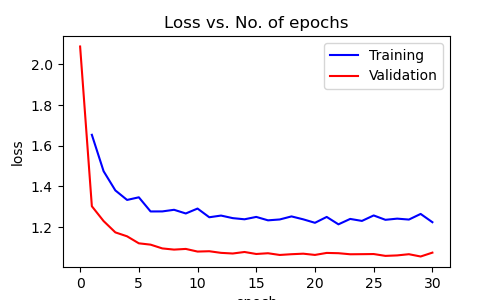 Loss vs. No. of epochs
Training
Validation
loss
2.0
1.8
1.6
1.4
1.2
0 5 10 15 20 25 30
epoch